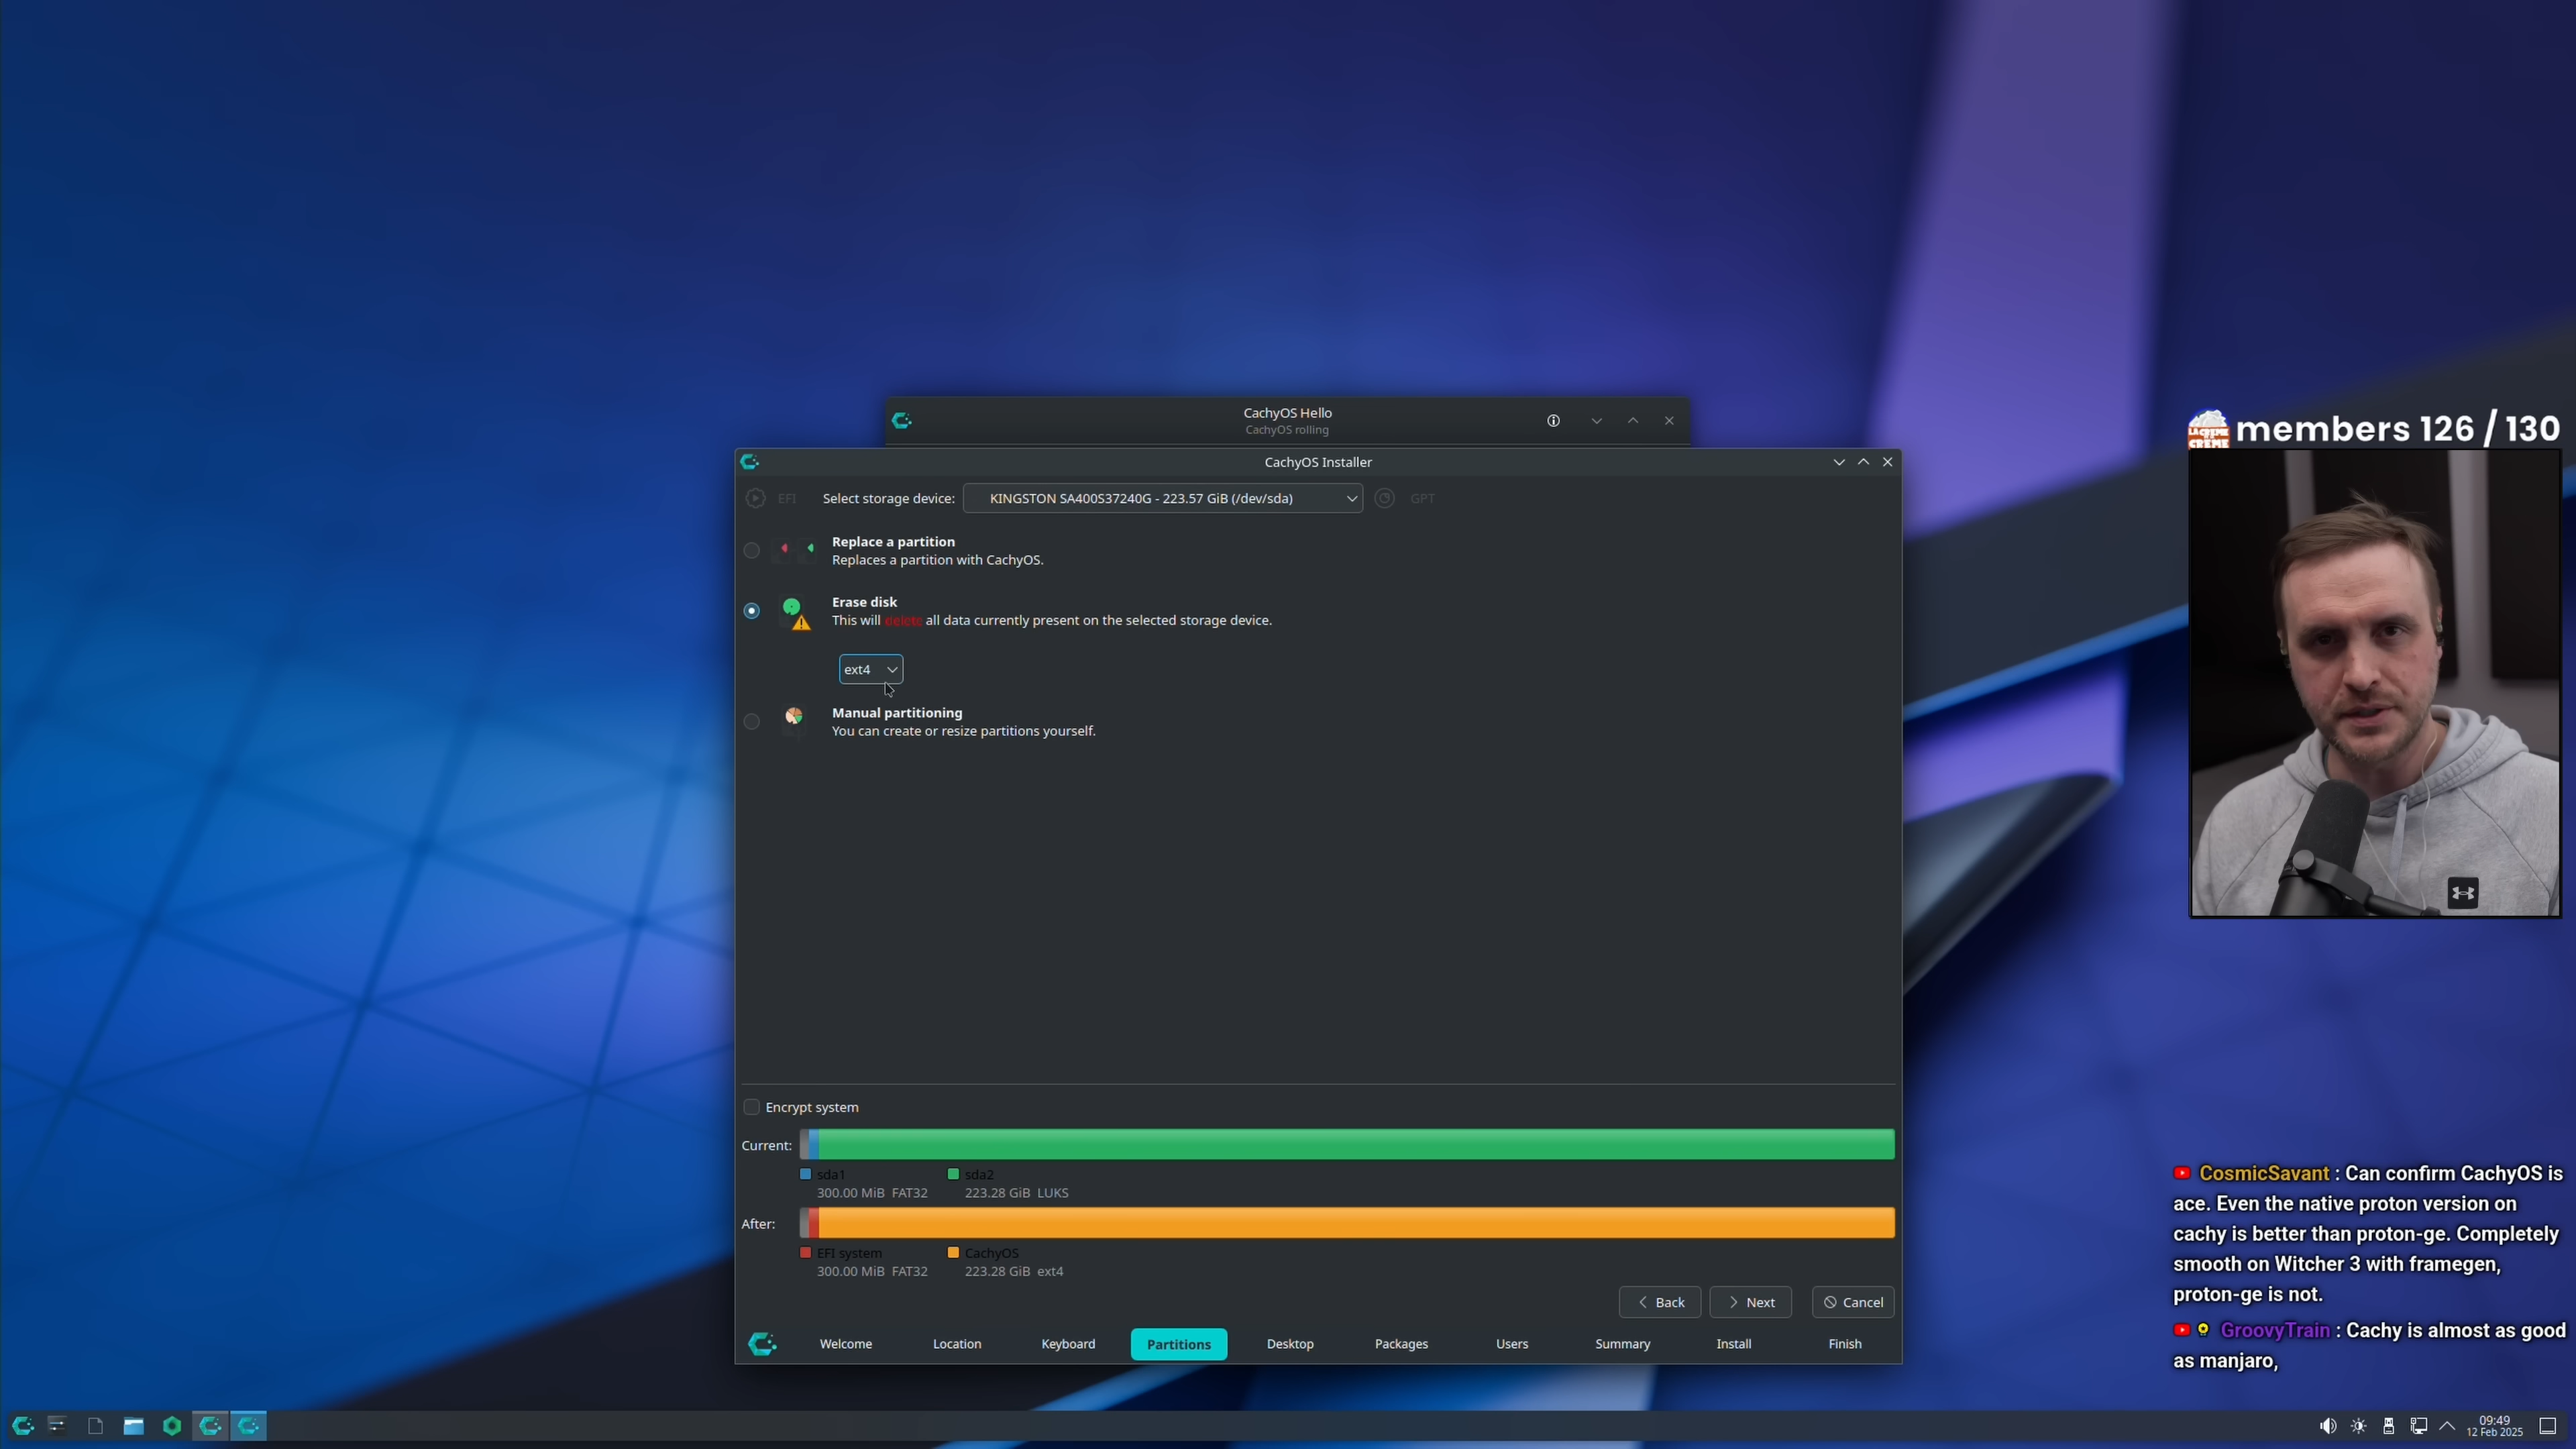 CachyOS Hello
CachyOS rolling
CachyOS Installer
EFI
Select storage device:
KINGSTON SA400S37240G - 223.57 GiB (/dev/sda)
GPT
Replace a partition
Replaces a partition with CachyOS.
Erase disk
This will delete all data currently present on the selected storage device.
ext4
Manual partitioning
You can create or resize partitions yourself.
Encrypt system
Current:
sda1
300.00 MiB FAT32
sda2
223.28 GiB LUKS
After:
EFI system
300.00 MiB FAT32
CachyOS
223.28 GiB ext4
Back
Next
Cancel
Welcome
Location
Keyboard
Partitions
Desktop
Packages
Users
Summary
Install
Finish
LA CREME
CREME
members 126 / 130
CosmicSavant : Can confirm CachyOS is
ace. Even the native proton version on
cachy is better than proton-ge. Completely
smooth on Witcher 3 with framegen,
proton-ge is not.
GroovyTrain : Cachy is almost as good
as manjaro,
09:49
12 Feb 2025